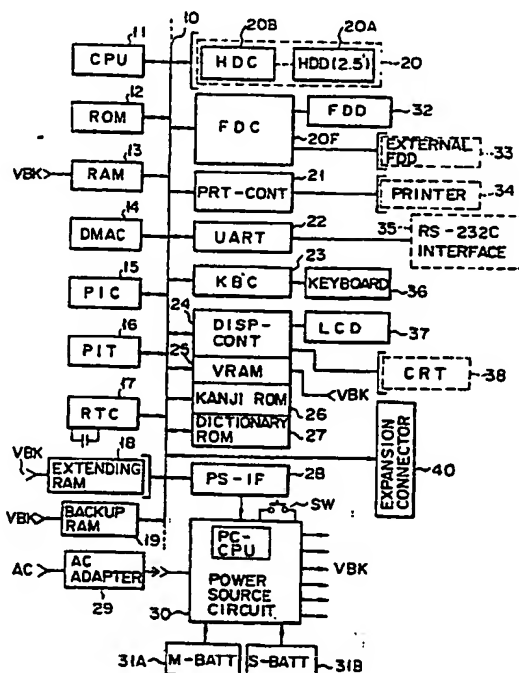 10
11
CPU
12
ROM
13
VBK
RAM
14
DMAC
15
PIC
16
PIT
17
RTC
18
VBK
EXTENDING
RAM
VBK
BACKUP
RAM
19
AC
AC
ADAPTER
29
20B
20A
HDC
HDD(2.5")
20
FDC
20F
FDD
32
EXTERNAL
FDD
33
21
PRT-CONT
PRINTER
34
22
UART
35
RS-232C
INTERFACE
23
KBC
KEYBOARD
36
24
DISP-
CONT
LCD
37
25
VRAM
CRT
38
VBK
KANJI ROM
26
DICTIONARY
ROM
27
EXPANSION
CONNECTOR
40
PS-IF
28
SW
PC-
CPU
POWER
SOURCE
CIRCUIT
30
VBK
31A
M-BATT
S-BATT
31B